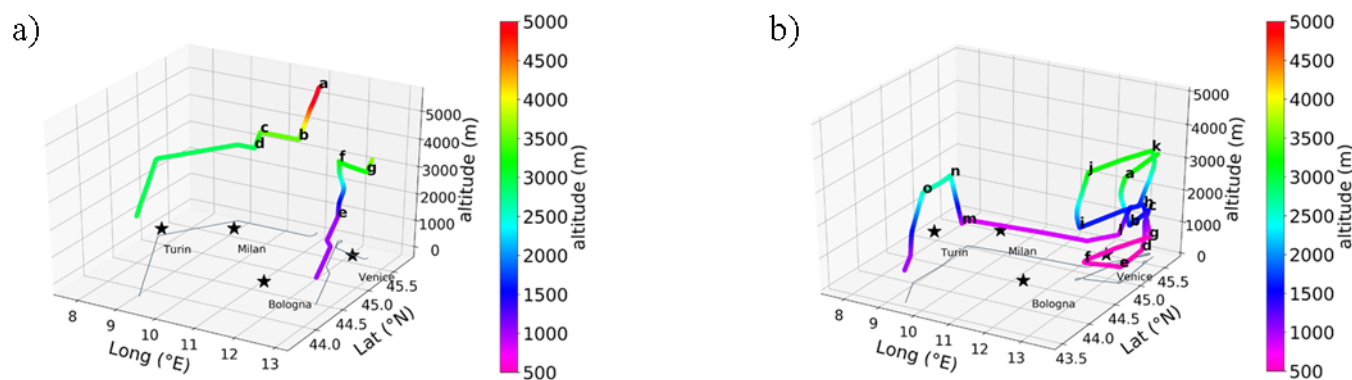 a)
a
b
c
d
e
f
g
Turin
Milan
Bologna
Venice
8
9
10
11
12
13
Long (°E)
44.0
44.5
45.0
45.5
Lat (°N)
0
1000
2000
3000
4000
5000
altitude (m)
5000
4500
4000
3500
3000
2500
2000
1500
1000
500
altitude (m)
b)
a
b
c
d
e
f
g
h
i
j
k
l
m
n
o
Turin
Milan
Bologna
Venice
8
9
10
11
12
13
Long (°E)
43.5
44.0
44.5
45.0
45.5
Lat (°N)
0
1000
2000
3000
4000
5000
altitude (m)
5000
4500
4000
3500
3000
2500
2000
1500
1000
500
altitude (m)